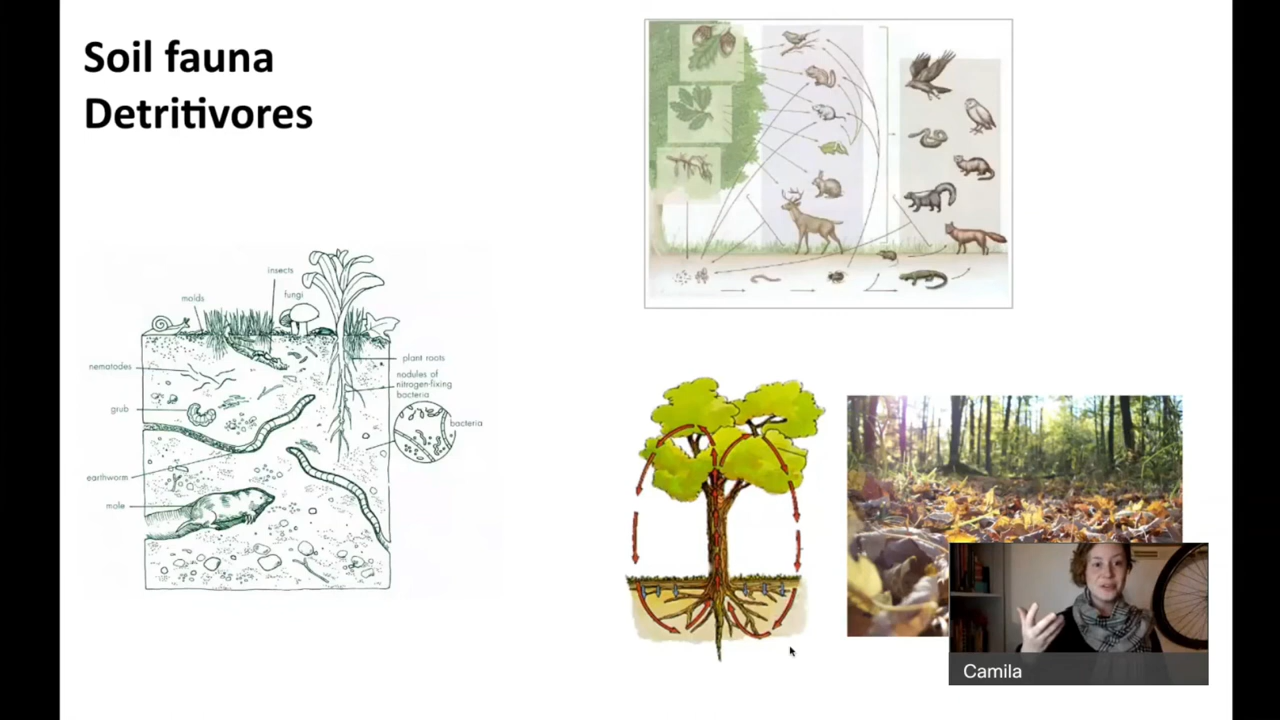 Soil fauna
Detritivores
insects
molds
fungi
nematodes
plant roots
nodules of
nitrogen-fixing
bacteria
grub
bacteria
earthworm
mole
Camila